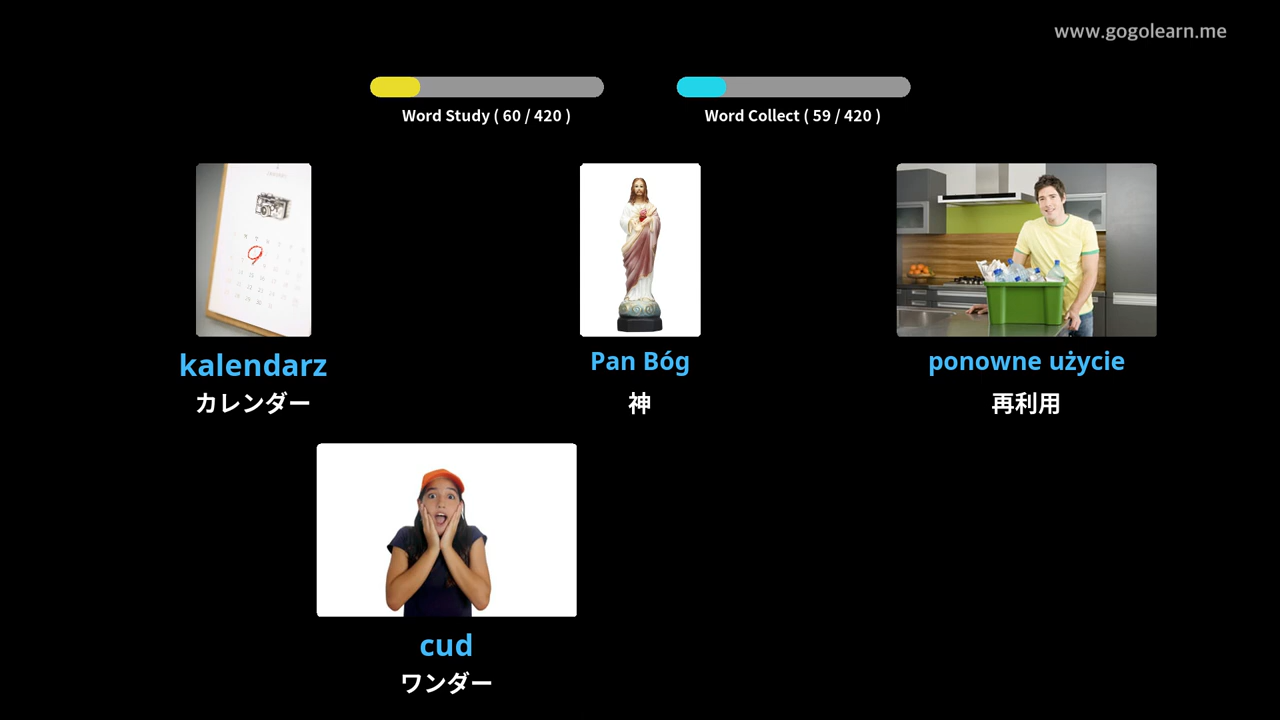 www.gogolearn.me
Word Study ( 60 / 420 )
Word Collect ( 59 / 420 )
kalendarz
カレンダー
Pan Bóg
神
ponowne użycie
再利用
cud
ワンダー